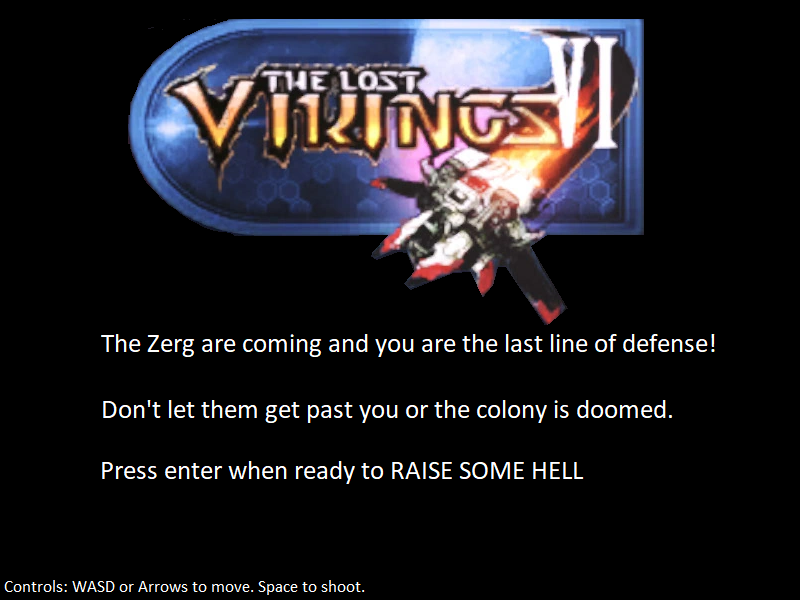 THE LOST
VIKINGS VI
The Zerg are coming and you are the last line of defense!
Don't let them get past you or the colony is doomed.
Press enter when ready to RAISE SOME HELL
Controls: WASD or Arrows to move. Space to shoot.